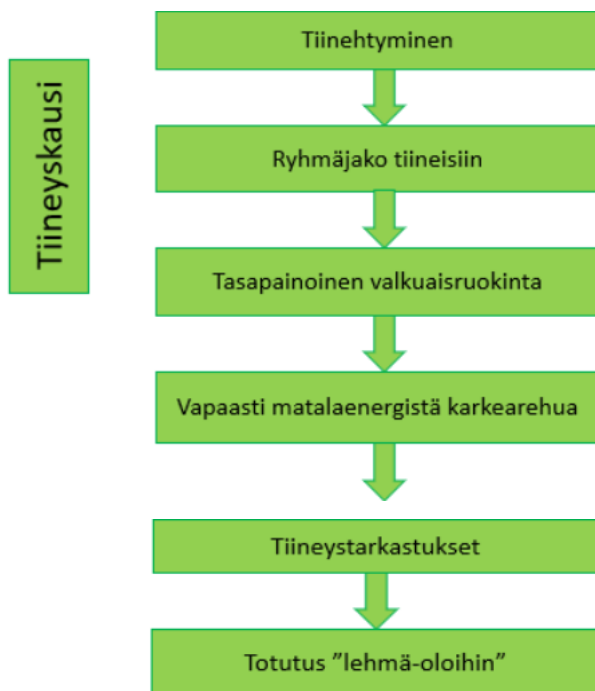 Tiineyskausi
Tiinehtyminen
Ryhmäjako tiineisiin
Tasapainoinen valkuaisruokinta
Vapaasti matalaenergistä karkearehua
Tiineystarkastukset
Totutus ”lehmä-oloihin”